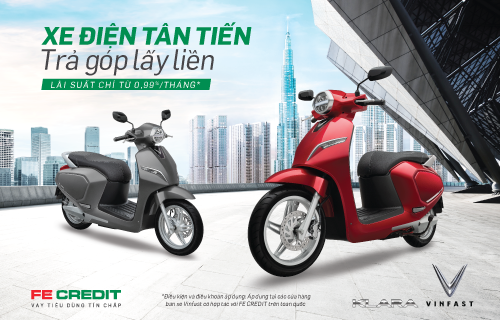 XE ĐIỆN TÂN TIẾN
Trả góp lấy liền
LÃI SUẤT CHỈ TỪ 0,99%/THÁNG*
FE CREDIT
VAY TIÊU DÙNG TÍN CHẤP
*Điều kiện và điều khoản áp dụng: Áp dụng tại các cửa hàng
bán xe Vinfast có hợp tác với FE CREDIT trên toàn quốc
KLARA
VINFAST